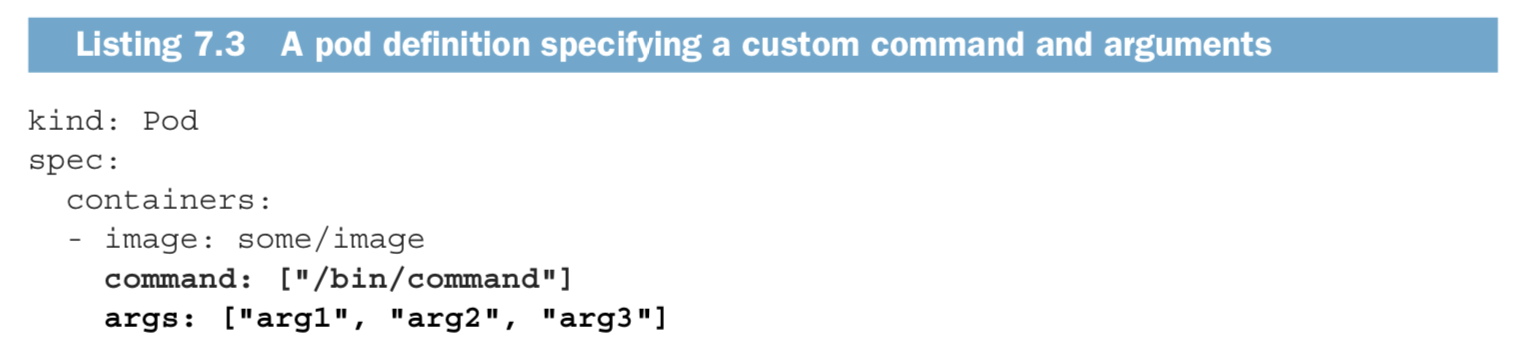 Listing 7.3 A pod definition specifying a custom command and arguments
kind: Pod
spec:
  containers:
  - image: some/image
    command: ["/bin/command"]
    args: ["arg1", "arg2", "arg3"]